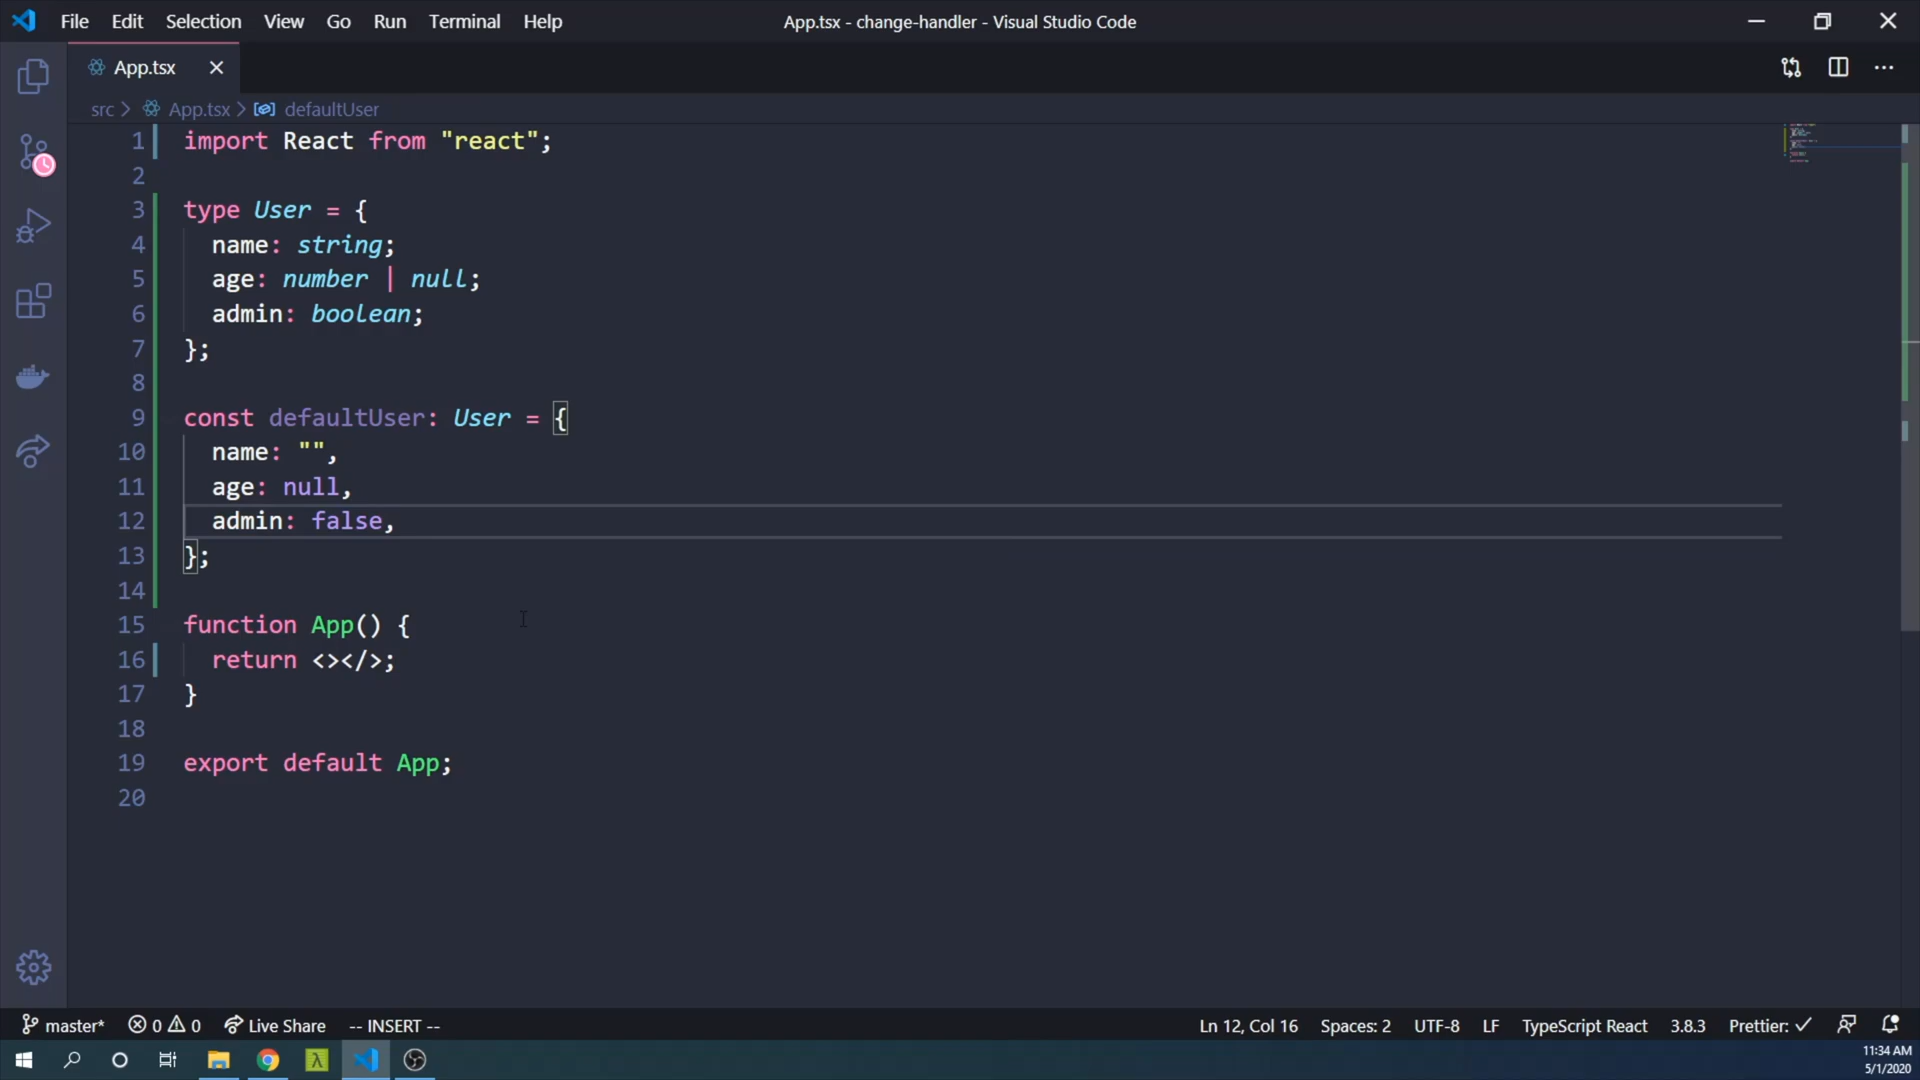 File Edit Selection View Go Run Terminal Help
App.tsx - change-handler - Visual Studio Code
App.tsx
src > App.tsx > defaultUser
1 import React from "react";
2
3 type User = {
4 name: string;
5 age: number | null;
6 admin: boolean;
7 };
8
9 const defaultUser: User = {
10 name: "",
11 age: null,
12 admin: false,
13 };
14
15 function App() {
16 return <></>;
17 }
18
19 export default App;
20
master* 0 0 Live Share -- INSERT -- Ln 12, Col 16 Spaces: 2 UTF-8 LF TypeScript React 3.8.3 Prettier: ✓
11:34 AM
5/1/2020